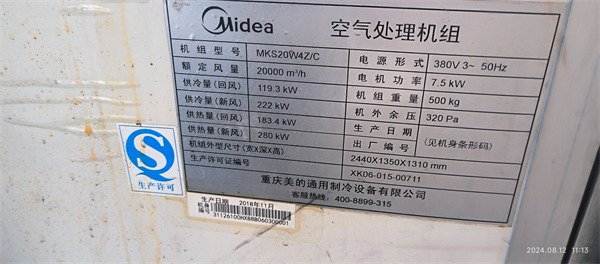 Midea
空气处理机组
机组型号 MKS20W4Z/C
电源形式 380V 3~ 50Hz
额定风量 20000 m³/h
电机功率 7.5 kW
供冷量(回风) 119.3 kW
机组重量 500 kg
供冷量(新风) 222 kW
机外余压 320 Pa
供热量(回风) 183.4 kW
生产日期
出厂编号
(见机身条形码)
供热量(新风) 280 kW
机组外型尺寸(宽X深X高) 2440X1350X1310 mm
生产许可证编号 XK06-015-00711
重庆美的通用制冷设备有限公司
客服热线: 400-8899-315
生产许可
生产日期 2018年11月
机身编号
2024.08.12 11:13